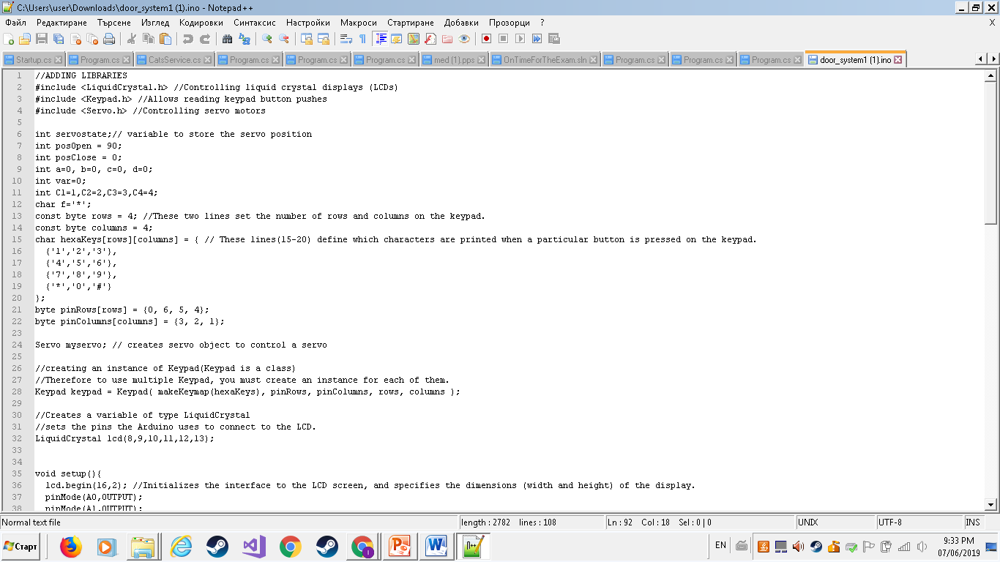 C:\Users\user\Downloads\door_system1 (1).ino - Notepad++
Файл Редактиране Търсене Изглед Кодировки Синтаксис Настройки Макроси Стартиране Добавки Прозорци ? X
Startup.cs Program.cs CatsService.cs Program.cs Program.cs Program.cs med (1).pps OnTimeForTheExam.sln Program.cs Program.cs Program.cs door_system1 (1).ino
1 //ADDING LIBRARIES
2 #include <LiquidCrystal.h> //Controlling liquid crystal displays (LCDs)
3 #include <Keypad.h> //Allows reading keypad button pushes
4 #include <Servo.h> //Controlling servo motors
5
6 int servostate;// variable to store the servo position
7 int posOpen = 90;
8 int posClose = 0;
9 int a=0, b=0, c=0, d=0;
10 int var=0;
11 int C1=1,C2=2,C3=3,C4=4;
12 char f='*';
13 const byte rows = 4; //These two lines set the number of rows and columns on the keypad.
14 const byte columns = 4;
15 char hexaKeys[rows][columns] = { // These lines(15-20) define which characters are printed when a particular button is pressed on the keypad.
16 {'1','2','3'},
17 {'4','5','6'},
18 {'7','8','9'},
19 {'*','0','#'}
20 };
21 byte pinRows[rows] = {0, 6, 5, 4};
22 byte pinColumns[columns] = {3, 2, 1};
23
24 Servo myservo; // creates servo object to control a servo
25
26 //creating an instance of Keypad(Keypad is a class)
27 //Therefore to use multiple Keypad, you must create an instance for each of them.
28 Keypad keypad = Keypad( makeKeymap(hexaKeys), pinRows, pinColumns, rows, columns );
29
30 //Creates a variable of type LiquidCrystal
31 //sets the pins the Arduino uses to connect to the LCD.
32 LiquidCrystal lcd(8,9,10,11,12,13);
33
34
35 void setup(){
36 lcd.begin(16,2); //Initializes the interface to the LCD screen, and specifies the dimensions (width and height) of the display.
37 pinMode(A0,OUTPUT);
38 pinMode(A1,OUTPUT);
Normal text file length : 2782 lines : 108 Ln : 92 Col : 18 Sel : 0 | 0 UNIX UTF-8 INS
Старт EN 9:33 PM
07/06/2019